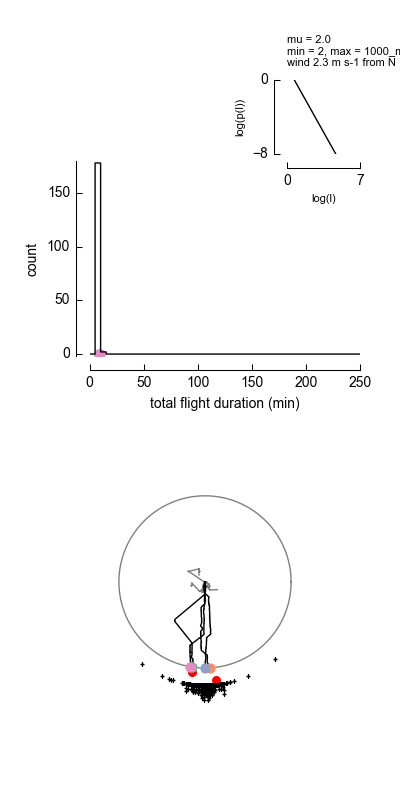 mu = 2.0
min = 2, max = 1000_m
wind 2.3 m s-1 from N
0
−8
log(p(l))
0 7
log(l)
150
100
50
0
count
0 50 100 150 200 250
total flight duration (min)